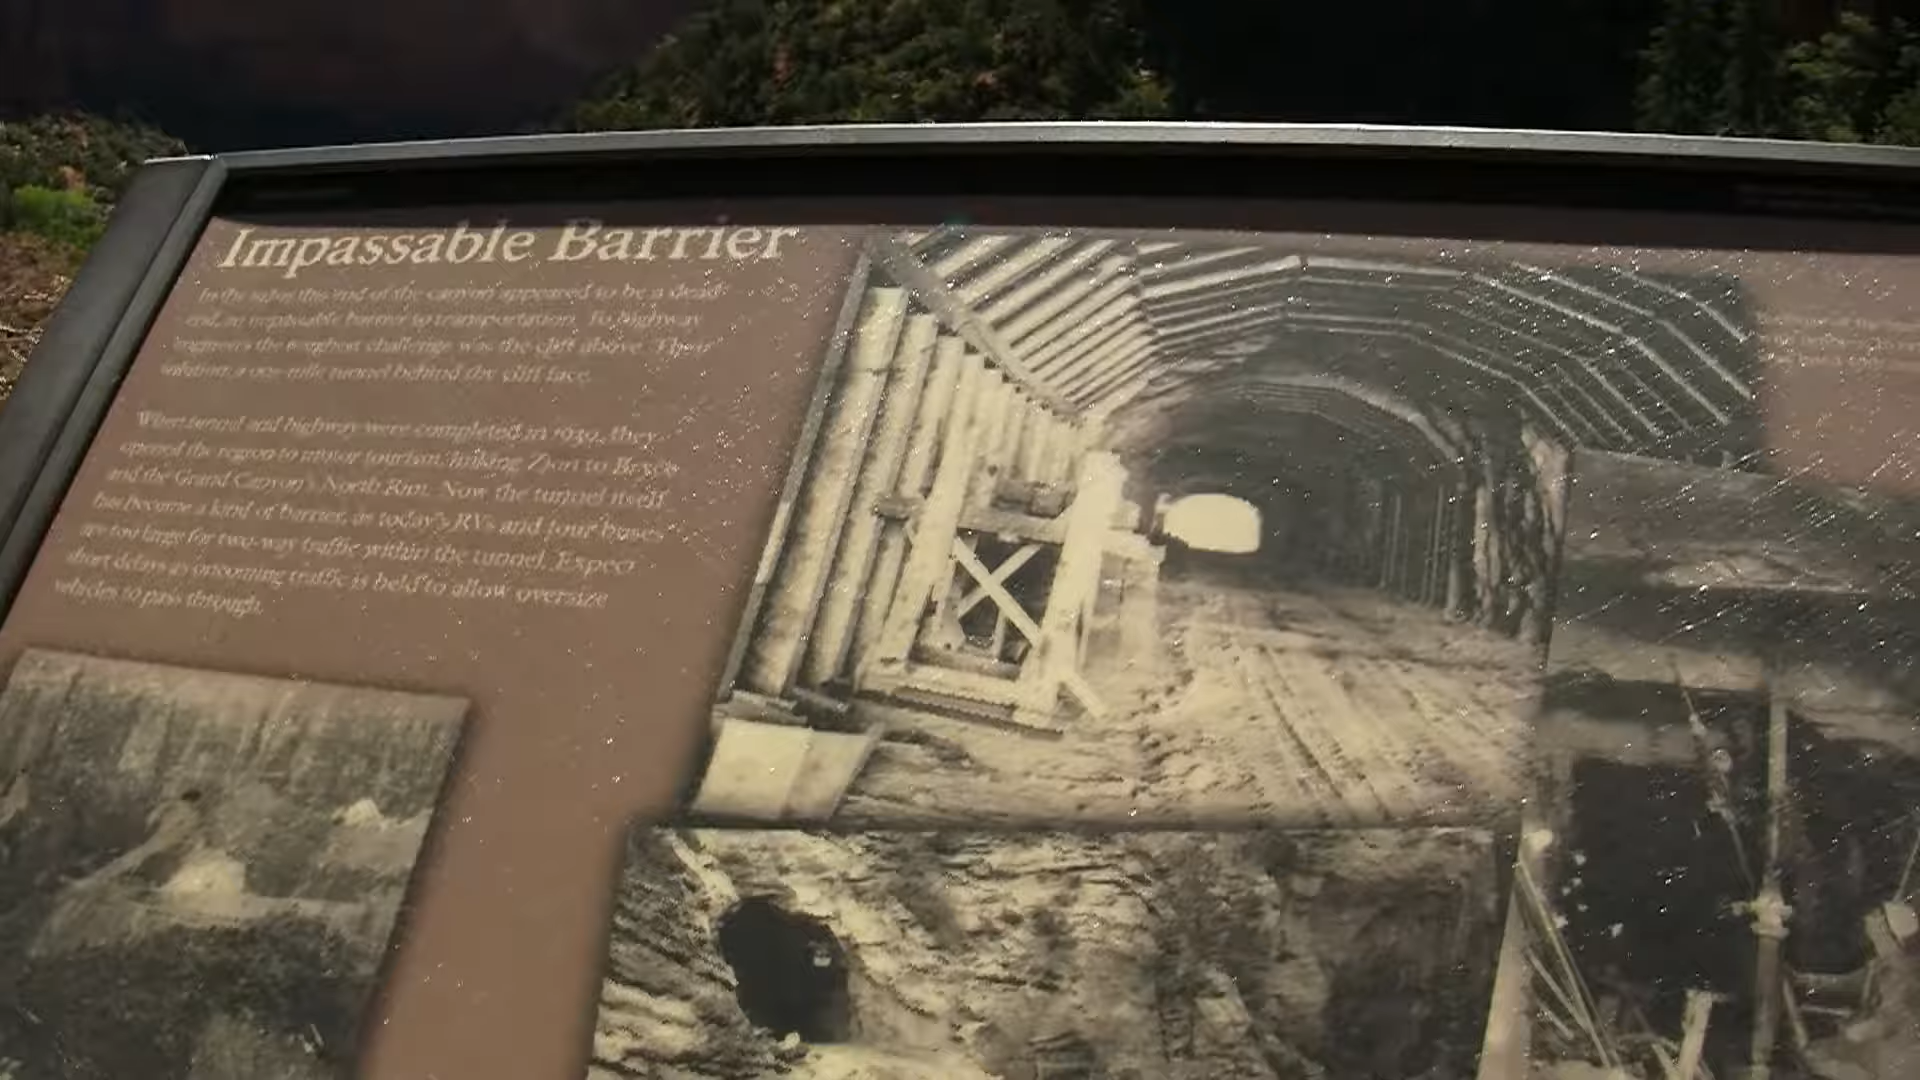 Impassable Barrier
In the 1920s this end of the canyon appeared to be a dead
end, an impassable barrier to transportation. To highway
engineers the toughest challenge was the cliff above. Their
solution: a one-mile tunnel behind the cliff face.
When tunnel and highway were completed in 1930, they
opened the region to motor tourism, linking Zion to Bryce
and the Grand Canyon's North Rim. Now the tunnel itself
has become a kind of barrier, as today's RVs and tour buses
are too large for two-way traffic within the tunnel. Expect
short delays as oncoming traffic is held to allow oversize
vehicles to pass through.